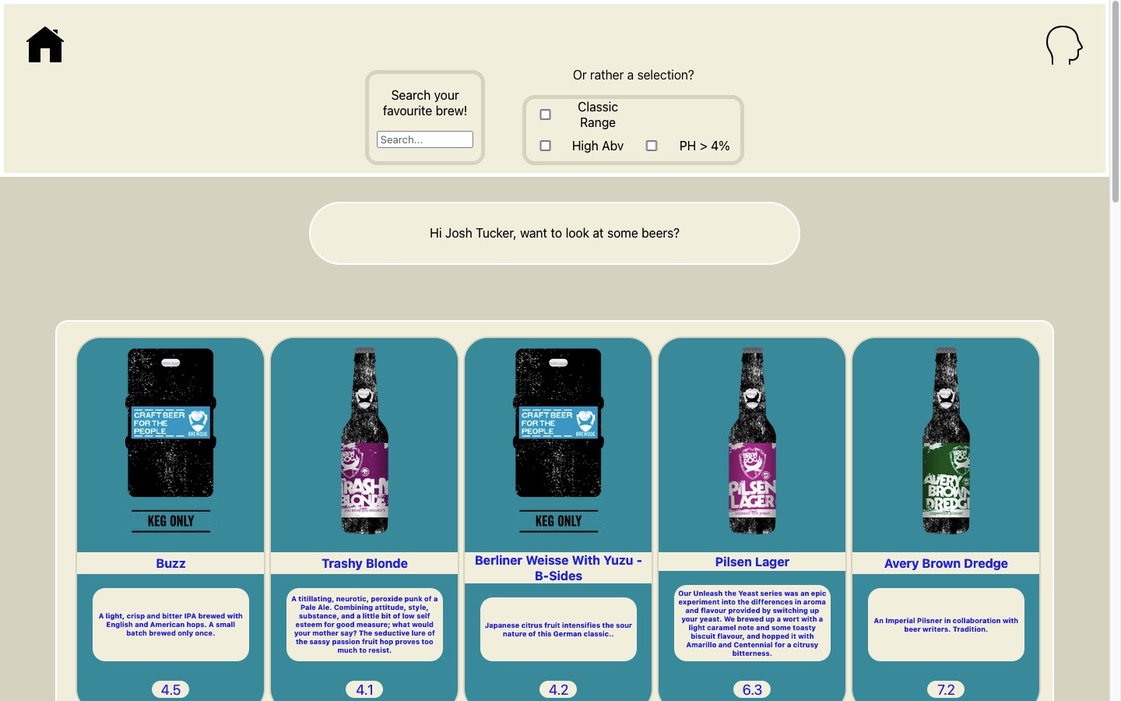 Or rather a selection?
Search your
favourite brew!
Search...
Classic
Range
High Abv
PH > 4%
Hi Josh Tucker, want to look at some beers?
CRAFT BEER
FOR THE
PEOPLE
BREWDOG
KEG ONLY
TRASHY
BLONDE
CRAFT BEER
FOR THE
PEOPLE
BREWDOG
KEG ONLY
PILSEN
LAGER
AVERY
BROWN
DREDGE
Buzz
Trashy Blonde
Berliner Weisse With Yuzu -
B-Sides
Pilsen Lager
Avery Brown Dredge
A light, crisp and bitter IPA brewed with
English and American hops. A small
batch brewed only once.
A titillating, neurotic, peroxide punk of a
Pale Ale. Combining attitude, style,
substance, and a little bit of low self
esteem for good measure; what would
your mother say? The seductive lure of
the sassy passion fruit hop proves too
much to resist.
Japanese citrus fruit intensifies the sour
nature of this German classic..
Our Unleash the Yeast series was an epic
experiment into the differences in aroma
and flavour provided by switching up
your yeast. We brewed up a wort with a
light caramel note and some toasty
biscuit flavour, and hopped it with
Amarillo and Centennial for a citrusy
bitterness.
An Imperial Pilsner in collaboration with
beer writers. Tradition.
4.5
4.1
4.2
6.3
7.2